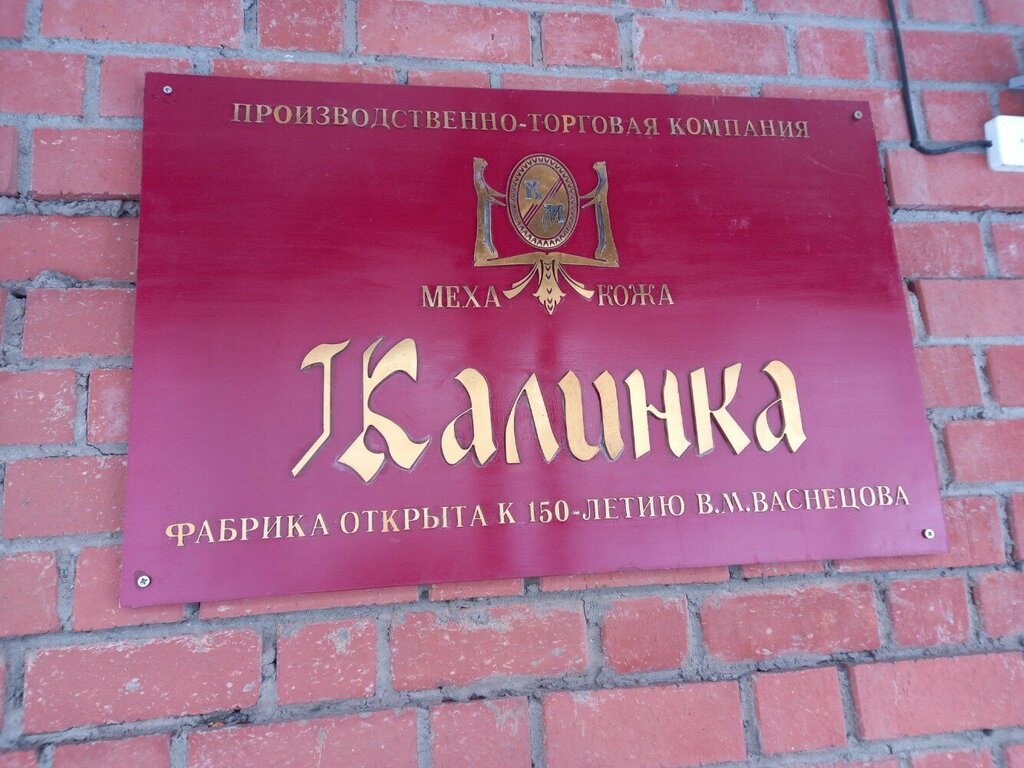 ПРОИЗВОДСТВЕННО-ТОРГОВАЯ КОМПАНИЯ
К М
МЕХА КОЖА
Калинка
ФАБРИКА ОТКРЫТА К 150-ЛЕТИЮ В.М.ВАСНЕЦОВА